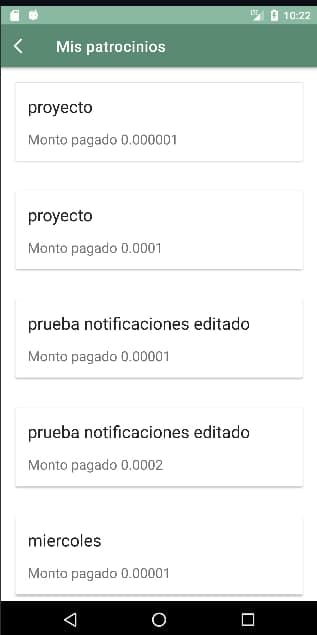 10:22
Mis patrocinios
proyecto
Monto pagado 0.000001
proyecto
Monto pagado 0.0001
prueba notificaciones editado
Monto pagado 0.00001
prueba notificaciones editado
Monto pagado 0.0002
miercoles
Monto pagado 0.00001